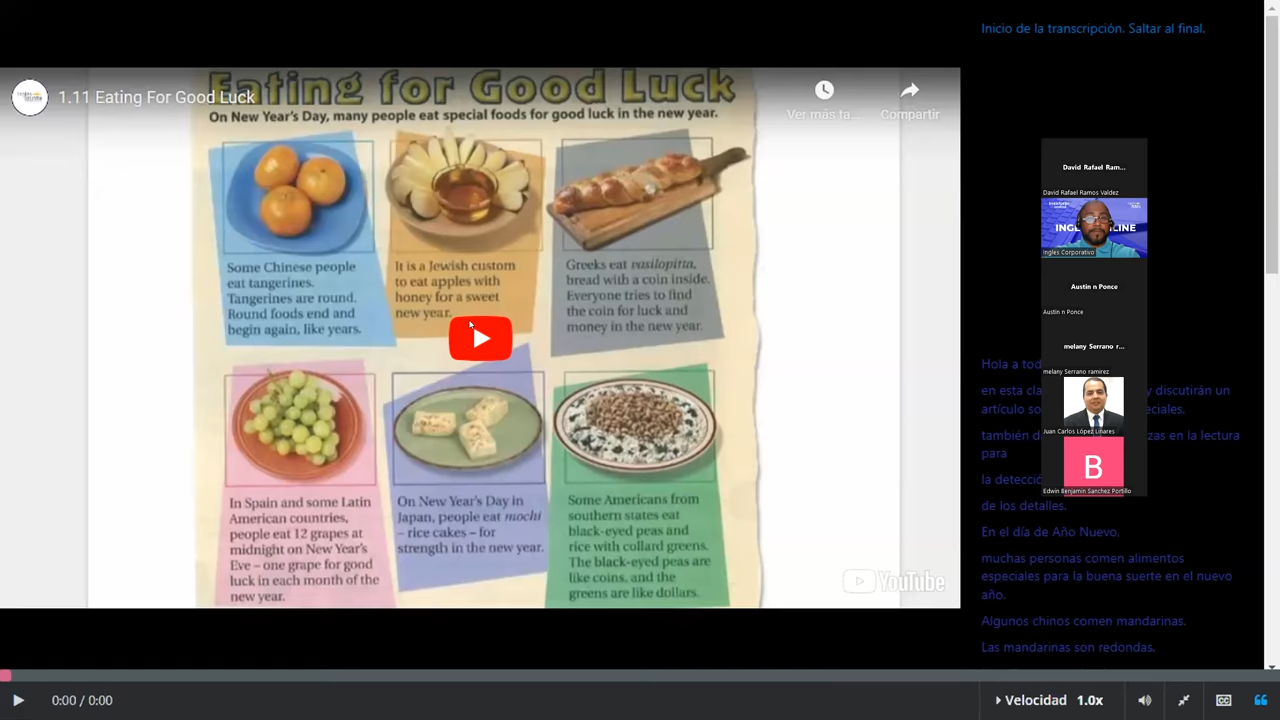 Inicio de la transcripción. Saltar al final.
1.11 Eating For Good Luck
Ver más ta...
Compartir
Eating for Good Luck
On New Year's Day, many people eat special foods for good luck in the new year.
Some Chinese people
eat tangerines.
Tangerines are round.
Round foods end and
begin again, like years.
It is a Jewish custom
to eat apples with
honey for a sweet
new year.
Greeks eat vasilopitta,
bread with a coin inside.
Everyone tries to find
the coin for luck and
money in the new year.
In Spain and some Latin
American countries,
people eat 12 grapes at
midnight on New Year's
Eve – one grape for good
luck in each month of the
new year.
On New Year's Day in
Japan, people eat mochi
– rice cakes – for
strength in the new year.
Some Americans from
southern states eat
black-eyed peas and
rice with collard greens.
The black-eyed peas are
like coins, and the
greens are like dollars.
YouTube
David Rafael Ram...
David Rafael Ramos Valdez
Ingles Corporativo
Austin n Ponce
Austin n Ponce
melany Serrano r...
melany Serrano ramirez
Juan Carlos López Linares
B
Edwin Benjamin Sanchez Portillo
Hola a tod
en esta cla y discutirán un
artículo so eciales.
también d zas en la lectura
para
la detecció
de los detalles.
En el día de Año Nuevo,
muchas personas comen alimentos
especiales para la buena suerte en el nuevo
año.
Algunos chinos comen mandarinas.
Las mandarinas son redondas.
0:00 / 0:00
Velocidad 1.0x
CC